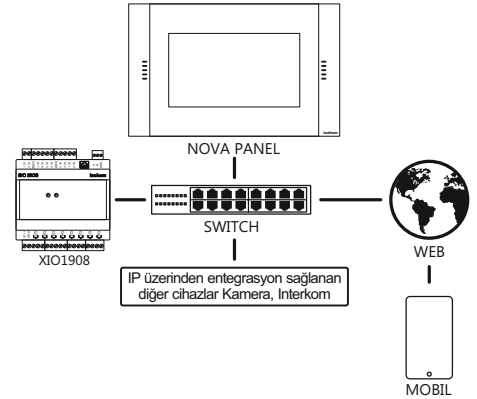 NOVA PANEL
XIO1908
SWITCH
WEB
IP üzerinden entegrasyon sağlanan
diğer cihazlar Kamera, Interkom
MOBIL